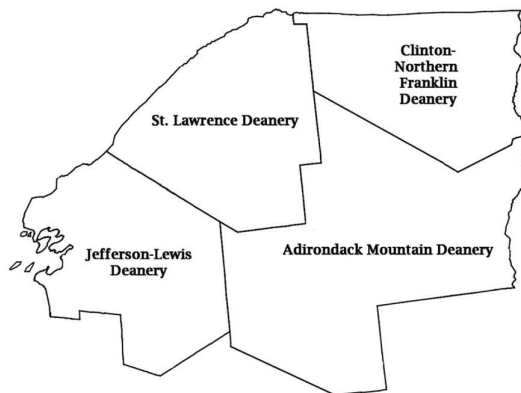 Clinton-
Northern
Franklin
Deanery
St. Lawrence Deanery
Jefferson-Lewis
Deanery
Adirondack Mountain Deanery